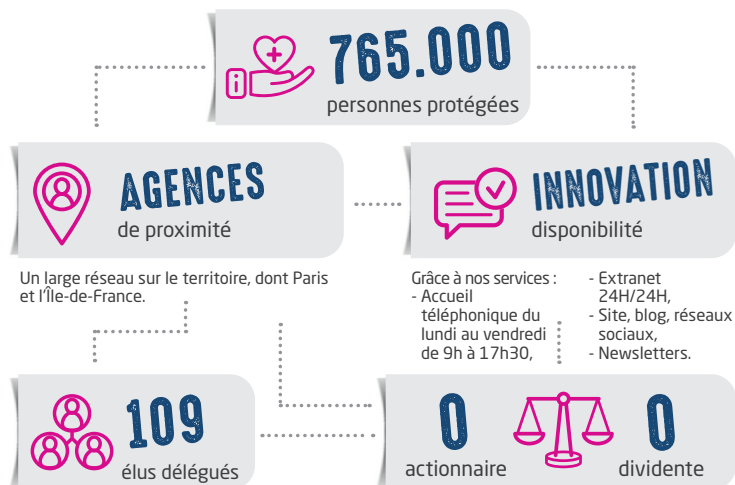 765.000
personnes protégées
AGENCES
de proximité
INNOVATION
disponibilité
Un large réseau sur le territoire, dont Paris
et l'Île-de-France.
Grâce à nos services :
- Accueil
téléphonique du
lundi au vendredi
de 9h à 17h30,
- Extranet
24H/24H,
- Site, blog, réseaux
sociaux,
- Newsletters.
109
élus délégués
0
actionnaire
0
dividente